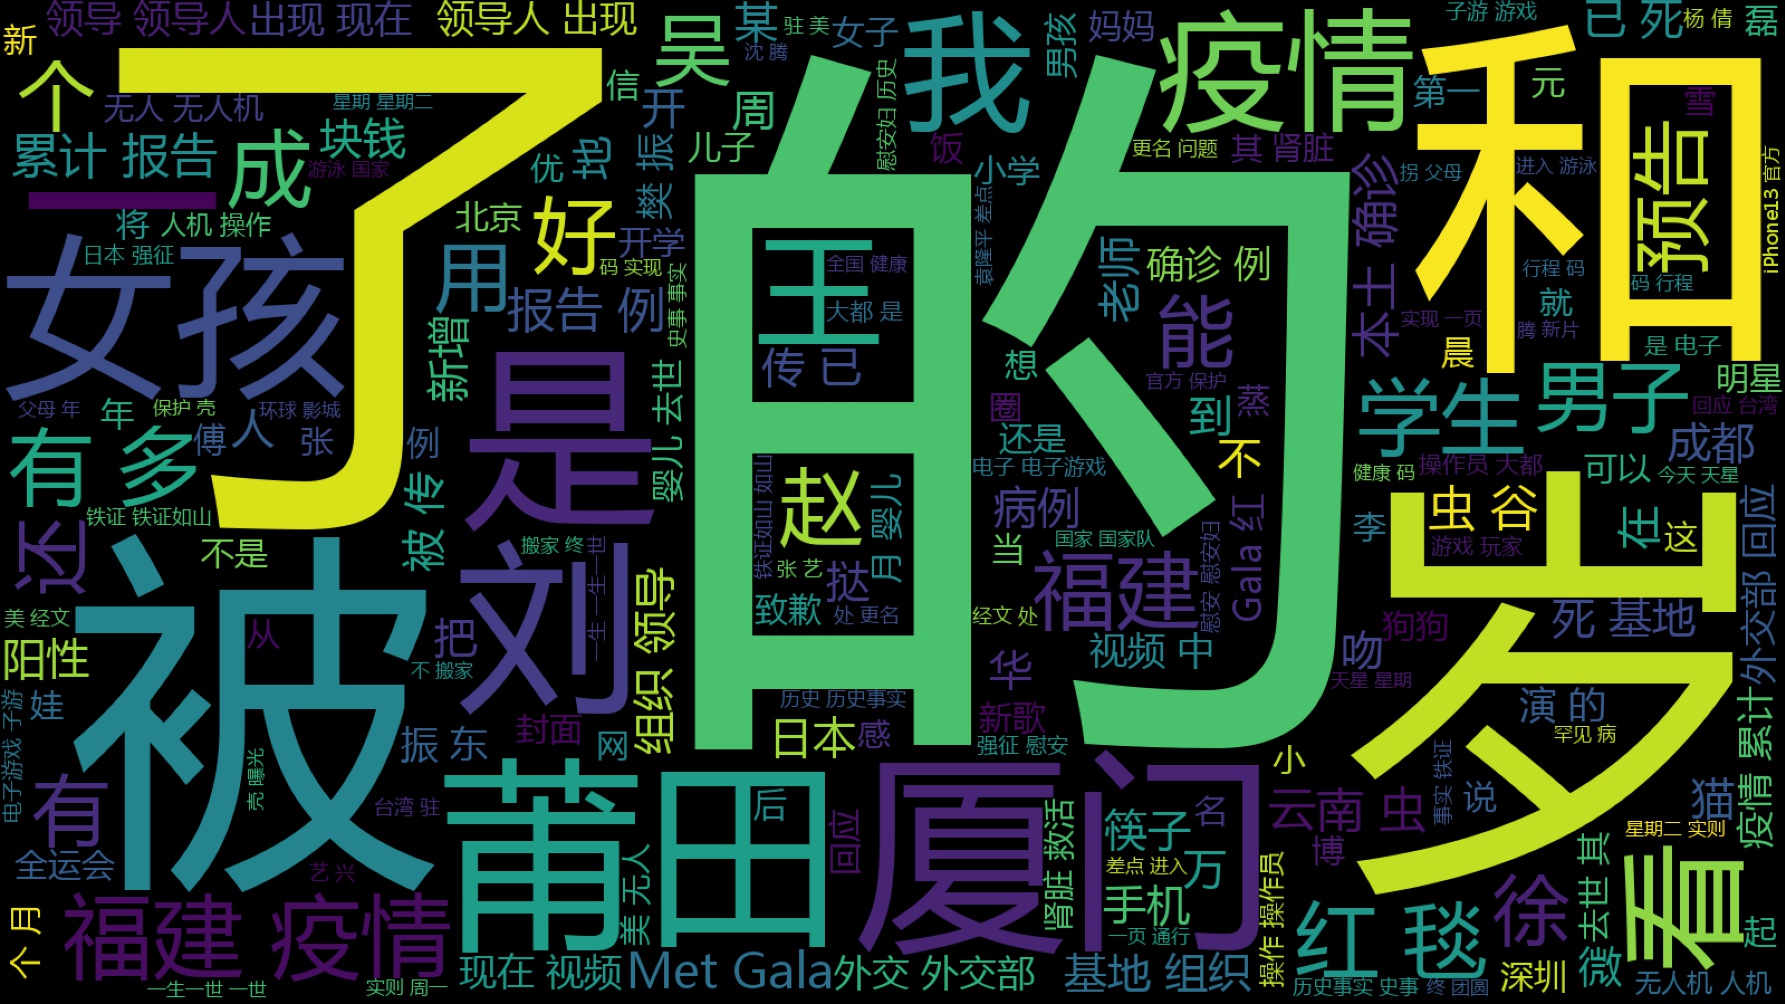 新
领导 领导人
出现 现在
领导人 出现
吴
某
驻 美
沈 腾
女子
我
男孩
妈妈
疫情
子游 游戏
已 死
杨 倩
磊
个
了
无人 无人机
星期 星期二
信
开
周
慰安妇 历史
的
和
第一
元
雪
预告
累计 报告
成
块钱
游泳 国家
优
樊 振
儿子
饭
小学
更名 问题
其 肾脏
本土 确诊
拐 父母
进入 游泳
iPhone13 官方
一
将
人机 操作
北京
好
开学
袁隆平 差点
老师
确诊 例
女孩
日本 强征
用
码 实现
史事 事实
王
全国 健康
大都 是
行程 码
码 行程
报告 例
传 已
能
就
实现 一页
腾 新片
新增
是
想
官方 保护
晨
是 电子
父母 年
年
保护 壳
环球 影城
婴儿 去世
圈
到
蒸
学生
男子
明星
回应 台湾
有 多
傅
人
张
例
还是
不
成都
电子 电子游戏
健康 码
操作员 大都
可以
今天 天星
被 传
铁证如山 如山
赵
月 婴儿
病例
Gala 红
岁
虫 谷
铁证 铁证如山
还
不是
搬家 终
一生 一生一世
张 艺
当
国家 国家队
慰安 慰安妇
李
游戏 玩家
在
这
外交部 回应
被
刘
组织 领导
挞
致歉
处 更名
经文 处
福建
狗狗
死 基地
美 经文
阳性
从
把
不 搬家
视频 中
吻
天星 星期
电子游戏 子游
娃
华
历史 历史事实
演 的
罕见 病
振 东
封面
网
日本
感
新歌
强征 慰安
小
疫情 累计
壳 曝光
莆田
后
厦门
事实 铁证
说
猫
有
台湾 驻
回应
肾脏 救活
筷子
名
云南 虫
星期二 实则
全运会
艺 兴
美 无人
差点 进入
万
博
去世 其
看
个 月
福建 疫情
手机
一页 通行
操作 操作员
红 毯
徐
微
起
一生一世 一世
实则 周一
现在 视频
Met Gala
外交 外交部
基地 组织
历史事实 史事
终 团圆
深圳
无人机 人机